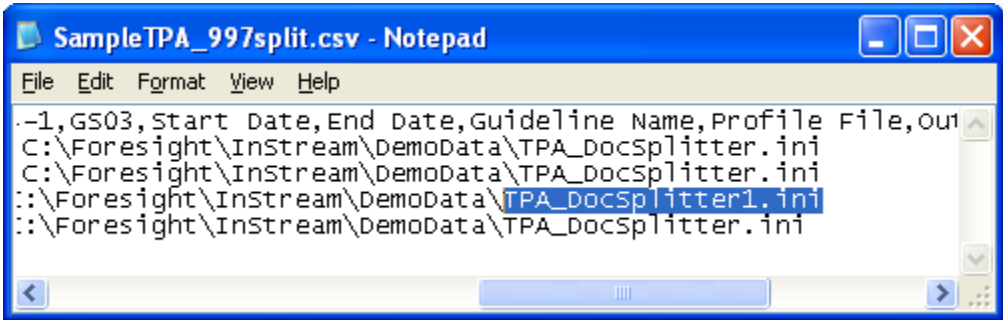 SampleTPA_997split.csv - Notepad
File Edit Format View Help
-1,GS03,Start Date,End Date,Guideline Name,Profile File,Out
C:\Foresight\InStream\DemoData\TPA_DocSplitter.ini
C:\Foresight\InStream\DemoData\TPA_DocSplitter.ini
:\Foresight\InStream\DemoData\TPA_DocSplitter1.ini
:\Foresight\InStream\DemoData\TPA_DocSplitter.ini